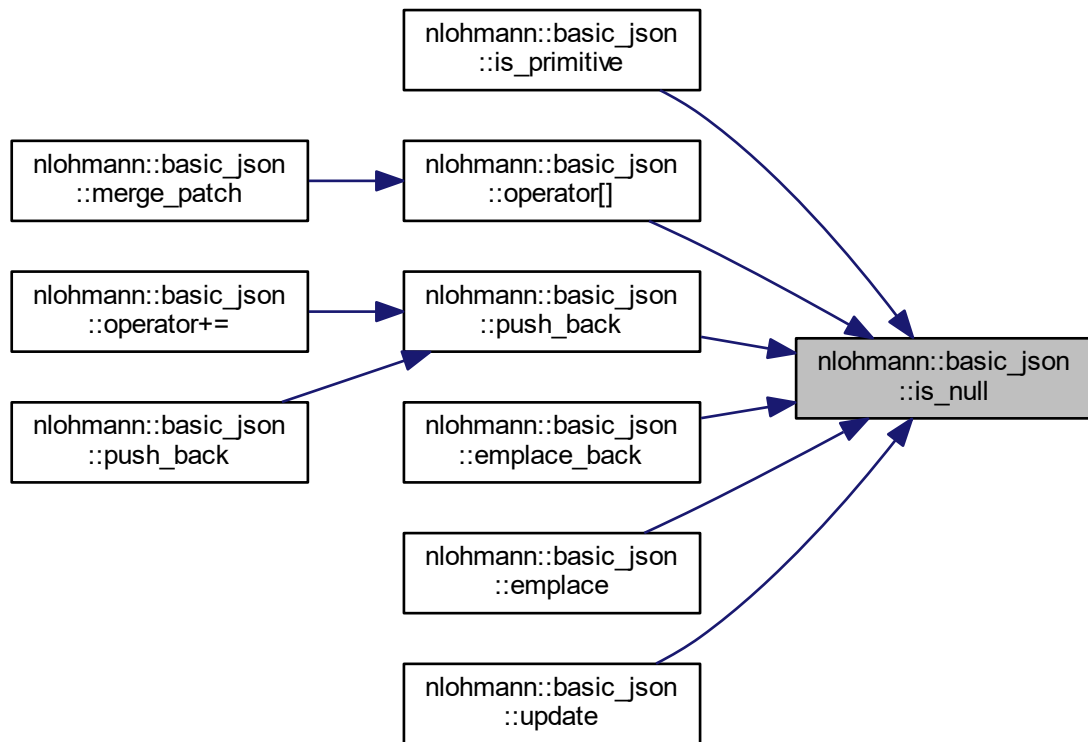 nlohmann::basic_json
::is_primitive
nlohmann::basic_json
::merge_patch
nlohmann::basic_json
::operator[]
nlohmann::basic_json
::operator+=
nlohmann::basic_json
::push_back
nlohmann::basic_json
::is_null
nlohmann::basic_json
::push_back
nlohmann::basic_json
::emplace_back
nlohmann::basic_json
::emplace
nlohmann::basic_json
::update